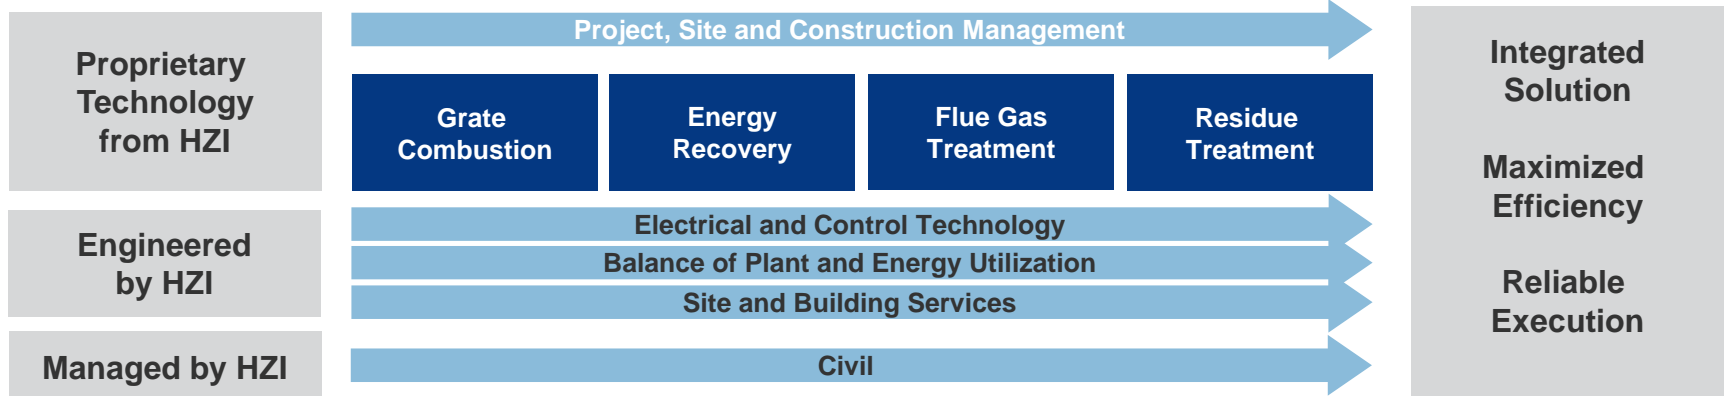 Proprietary
Technology
from HZI
Project, Site and Construction Management
Grate
Combustion
Energy
Recovery
Flue Gas
Treatment
Residue
Treatment
Engineered
by HZI
Electrical and Control Technology
Balance of Plant and Energy Utilization
Site and Building Services
Managed by HZI
Civil
Integrated
Solution
Maximized
Efficiency
Reliable
Execution